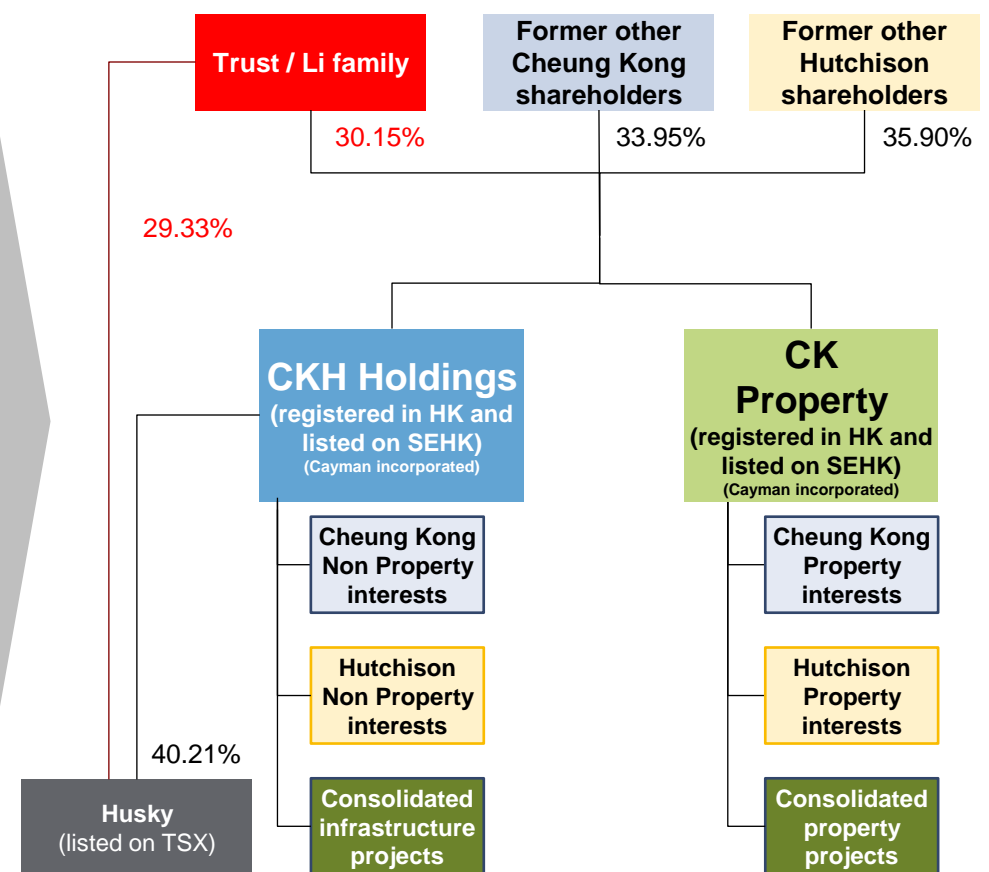 Trust / Li family
Former other
Cheung Kong
shareholders
Former other
Hutchison
shareholders
30.15%
33.95%
35.90%
29.33%
CKH Holdings
(registered in HK and
listed on SEHK)
(Cayman incorporated)
CK
Property
(registered in HK and
listed on SEHK)
(Cayman incorporated)
Cheung Kong
Non Property
interests
Cheung Kong
Property
interests
Hutchison
Non Property
interests
Hutchison
Property
interests
40.21%
Husky
(listed on TSX)
Consolidated
infrastructure
projects
Consolidated
property
projects